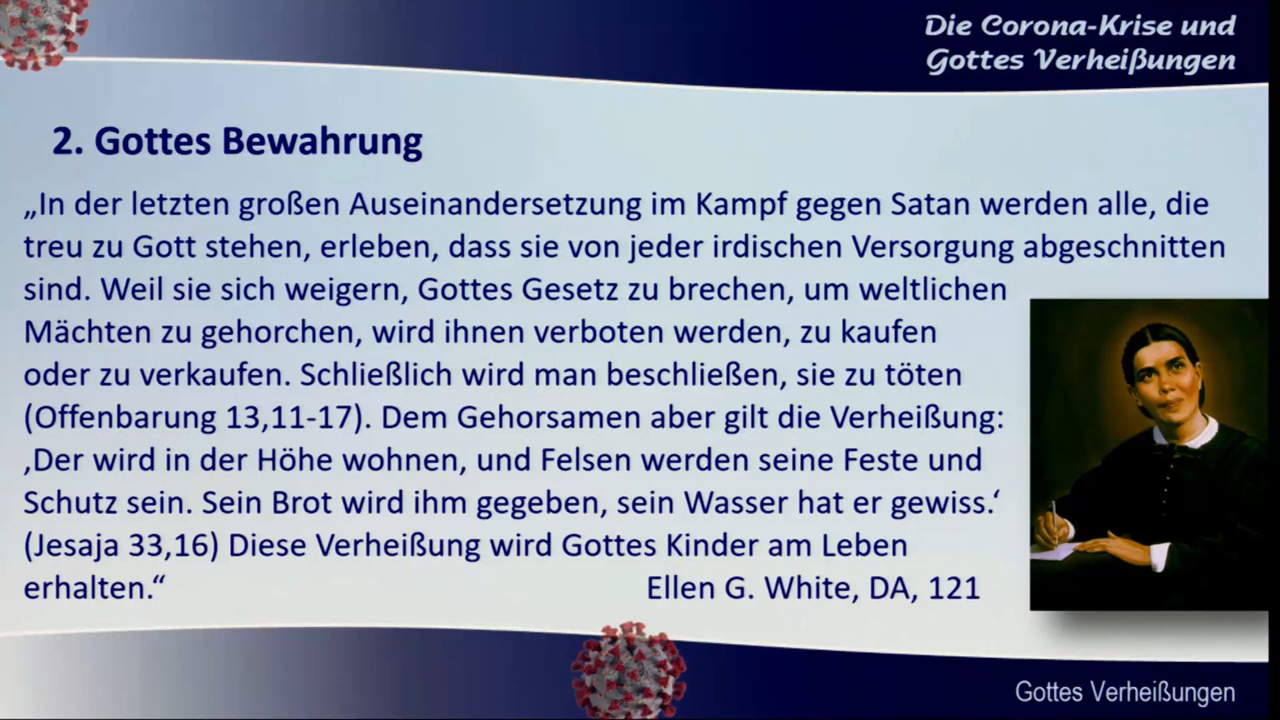 Die Corona-Krise und
Gottes Verheißungen
2. Gottes Bewahrung
„In der letzten großen Auseinandersetzung im Kampf gegen Satan werden alle, die
treu zu Gott stehen, erleben, dass sie von jeder irdischen Versorgung abgeschnitten
sind. Weil sie sich weigern, Gottes Gesetz zu brechen, um weltlichen
Mächten zu gehorchen, wird ihnen verboten werden, zu kaufen
oder zu verkaufen. Schließlich wird man beschließen, sie zu töten
(Offenbarung 13,11-17). Dem Gehorsamen aber gilt die Verheißung:
‚Der wird in der Höhe wohnen, und Felsen werden seine Feste und
Schutz sein. Sein Brot wird ihm gegeben, sein Wasser hat er gewiss.‘
(Jesaja 33,16) Diese Verheißung wird Gottes Kinder am Leben
erhalten.“ Ellen G. White, DA, 121
Gottes Verheißungen